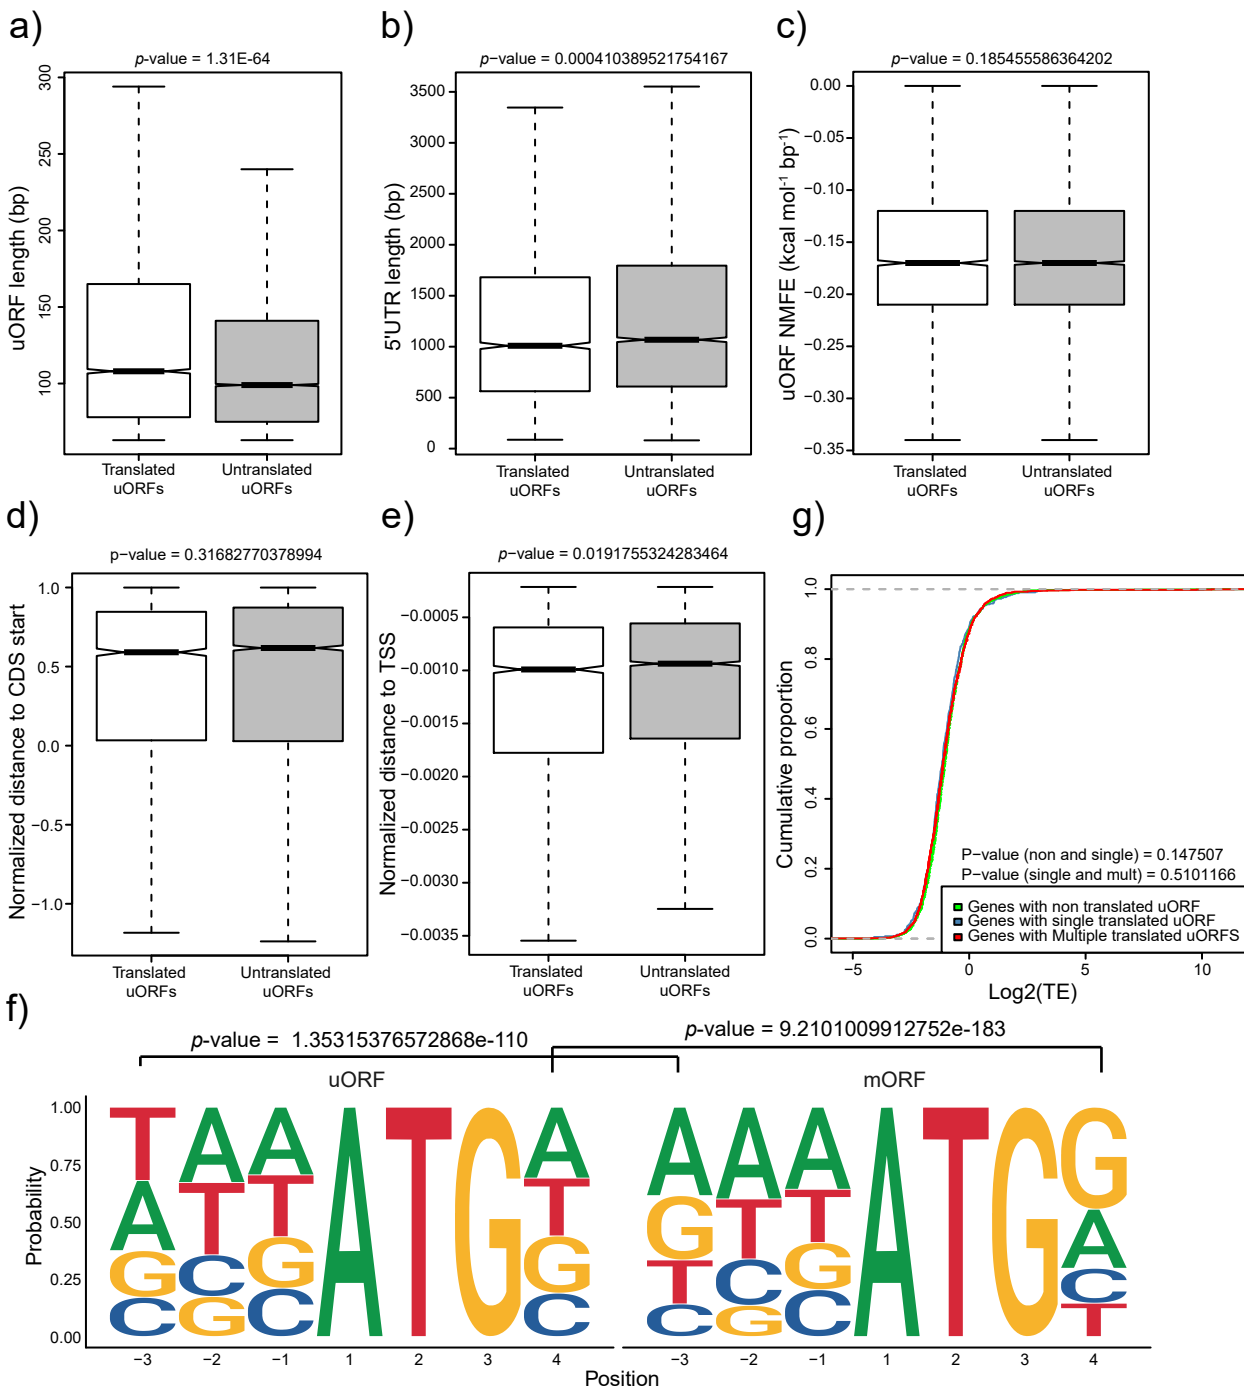 a)
p-value = 1.31E-64
uORF length (bp)
300
250
200
150
100
Translated
uORFs
Untranslated
uORFs
b)
p−value = 0.000410389521754167
5'UTR length (bp)
3500
3000
2500
2000
1500
1000
500
0
Translated
uORFs
Untranslated
uORFs
c)
p−value = 0.185455586364202
uORF NMFE (kcal mol-1 bp-1)
0.00
−0.05
−0.10
−0.15
−0.20
−0.25
−0.30
−0.35
Translated
uORFs
Untranslated
uORFs
d)
p−value = 0.31682770378994
Normalized distance to CDS start
1.0
0.5
0.0
−0.5
−1.0
Translated
uORFs
Untranslated
uORFs
e)
p−value = 0.0191755324283464
Normalized distance to TSS
−0.0005
−0.0010
−0.0015
−0.0020
−0.0025
−0.0030
−0.0035
Translated
uORFs
Untranslated
uORFs
g)
Cumulative proportion
1.0
0.8
0.6
0.4
0.2
0.0
P−value (non and single) = 0.147507
P−value (single and mult) = 0.5101166
Genes with non translated uORF
Genes with single translated uORF
Genes with Multiple translated uORFS
−5 0 5 10
Log2(TE)
f)
p-value = 1.35315376572868e-110
p-value = 9.2101009912752e-183
uORF
mORF
Probability
1.00
0.75
0.50
0.25
0.00
T A A A T G A
A T T T
G C G G
C G C C
A A A A T G G
G T T A
T C G C
C G C T
−3 −2 −1 1 2 3 4
−3 −2 −1 1 2 3 4
Position